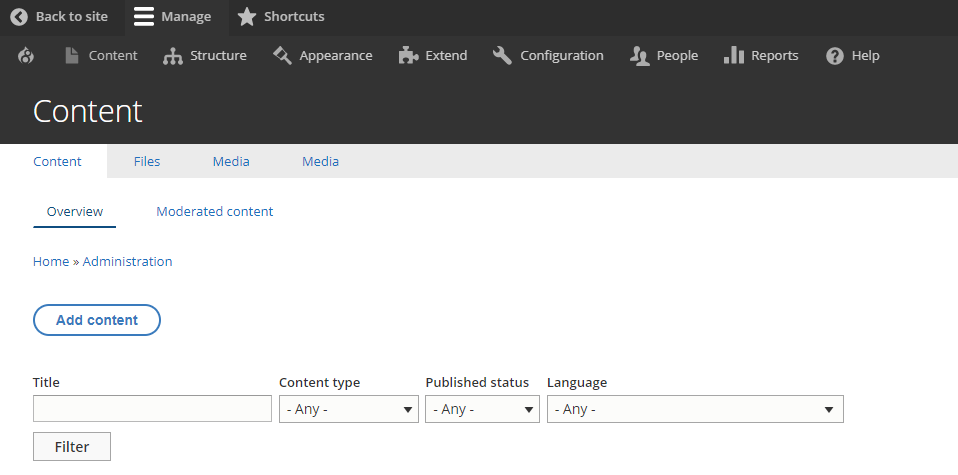 Back to site Manage Shortcuts
Content Structure Appearance Extend Configuration People Reports Help
Content
Content Files Media Media
Overview Moderated content
Home » Administration
Add content
Title Content type Published status Language
- Any - - Any - - Any -
Filter